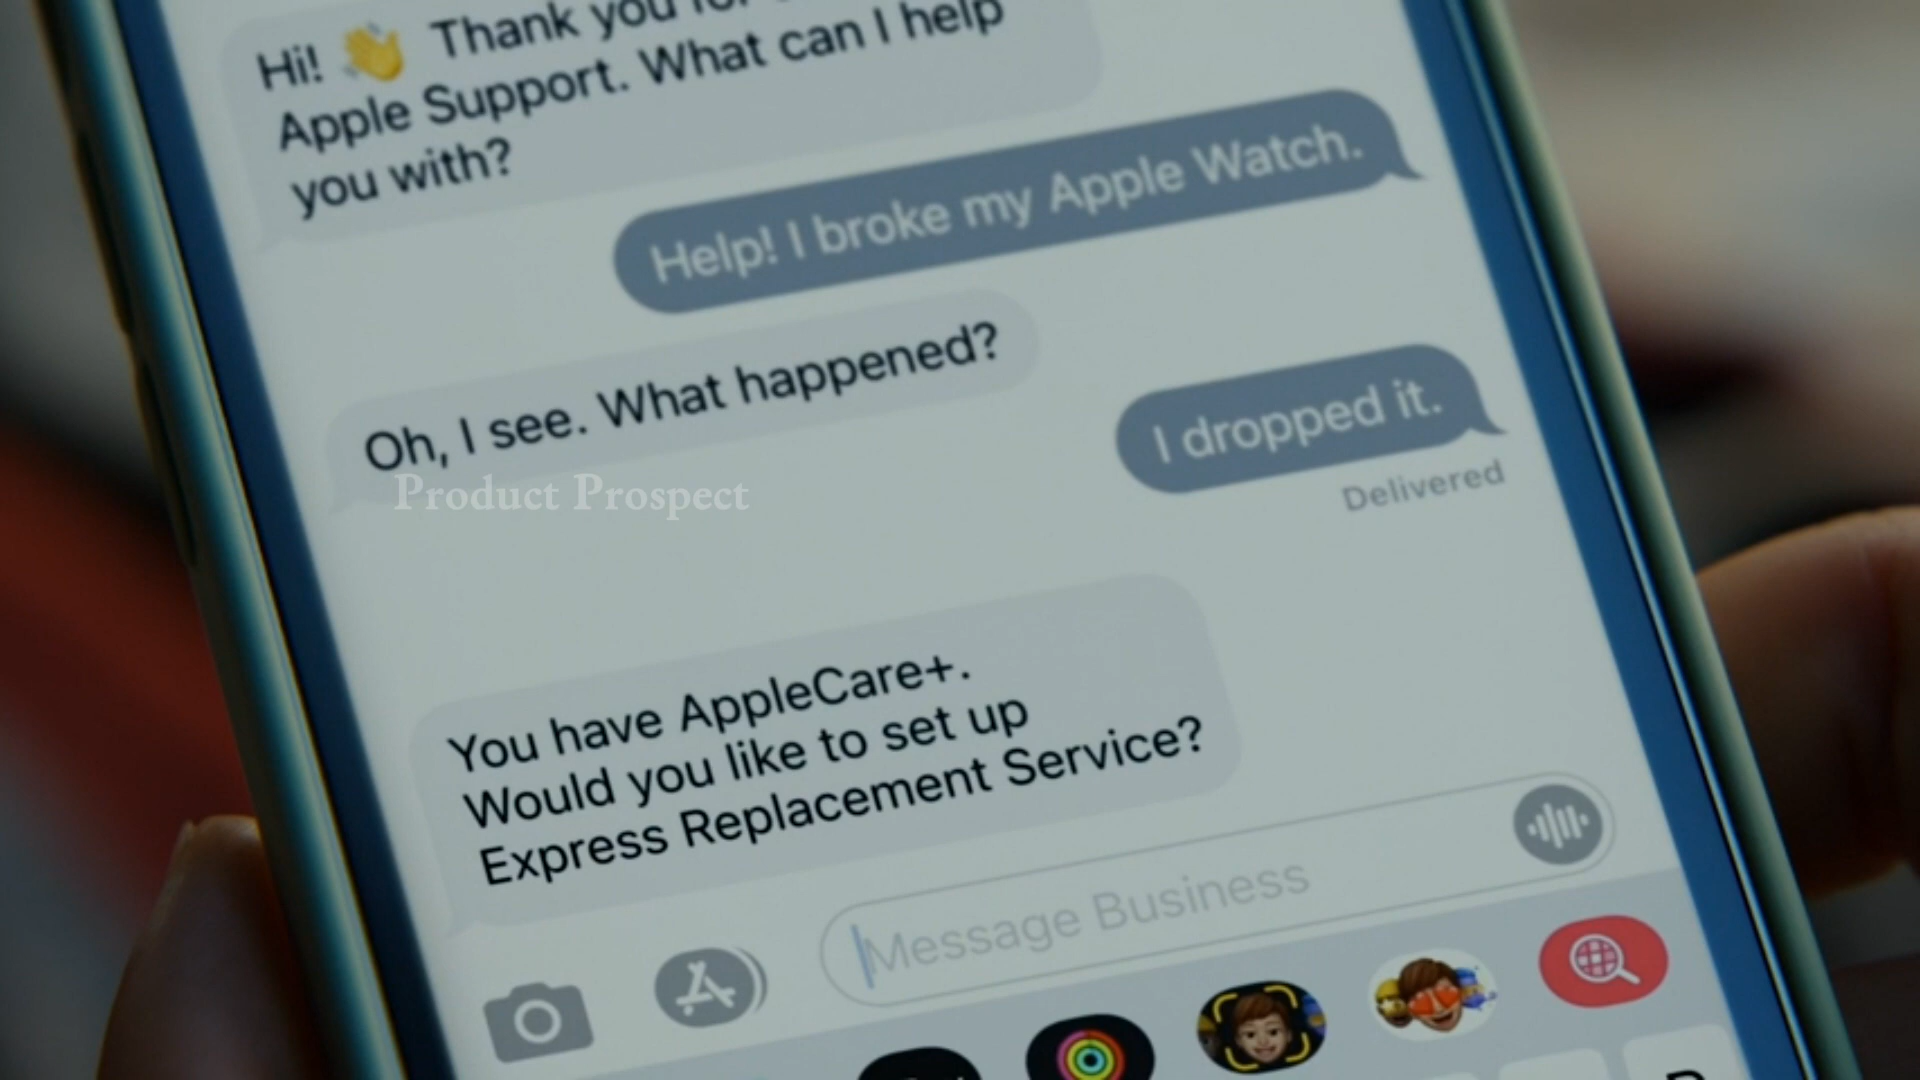 Hi! 👋 Thank you for
Apple Support. What can I help
you with?
Help! I broke my Apple Watch.
Oh, I see. What happened?
I dropped it.
Delivered
Product Prospect
You have AppleCare+.
Would you like to set up
Express Replacement Service?
Message Business